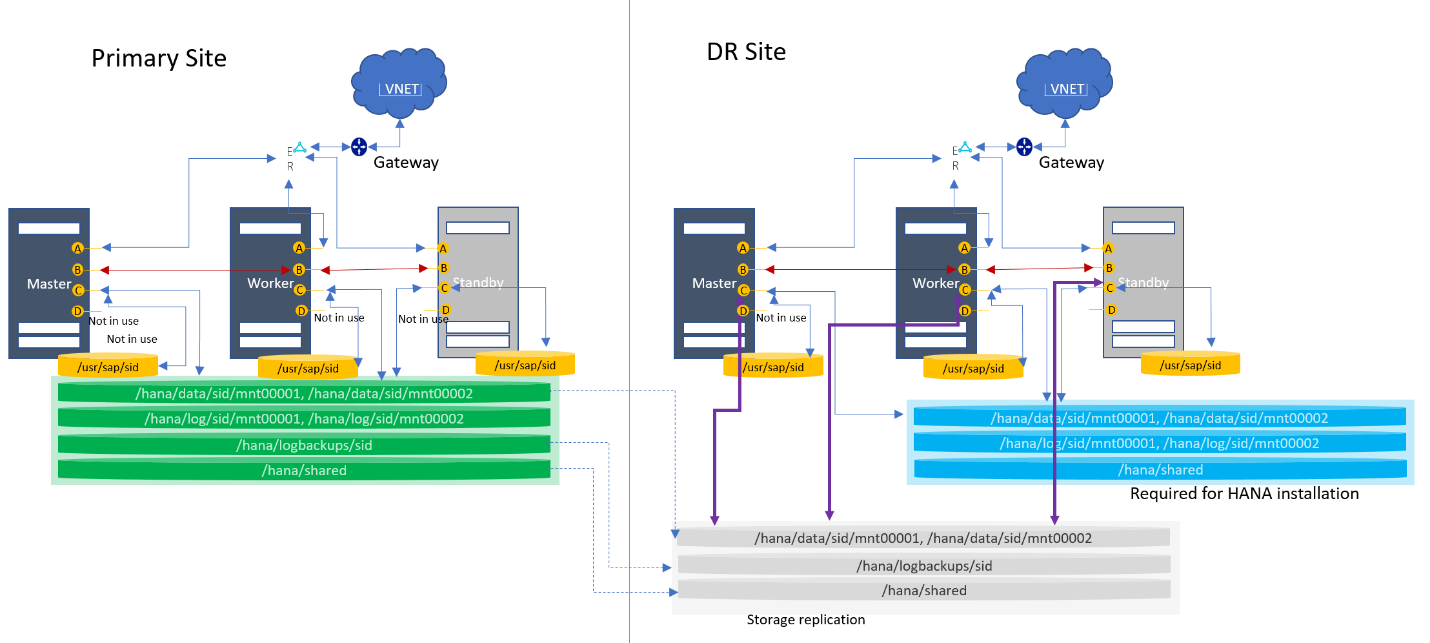 Primary Site
VNET
E
R
Gateway
A
B
C
D
Master
A
B
C
D
Worker
A
B
C
D
Standby
Not in use
Not in use
Not in use
Not in use
/usr/sap/sid
/usr/sap/sid
/usr/sap/sid
/hana/data/sid/mnt00001, /hana/data/sid/mnt00002
/hana/log/sid/mnt00001, /hana/log/sid/mnt00002
/hana/logbackups/sid
/hana/shared
DR Site
VNET
E
R
Gateway
A
B
C
D
Master
A
B
C
D
Worker
A
B
C
D
Standby
Not in use
/usr/sap/sid
/usr/sap/sid
/usr/sap/sid
/hana/data/sid/mnt00001, /hana/data/sid/mnt00002
/hana/log/sid/mnt00001, /hana/log/sid/mnt00002
/hana/shared
Required for HANA installation
/hana/data/sid/mnt00001, /hana/data/sid/mnt00002
/hana/logbackups/sid
/hana/shared
Storage replication